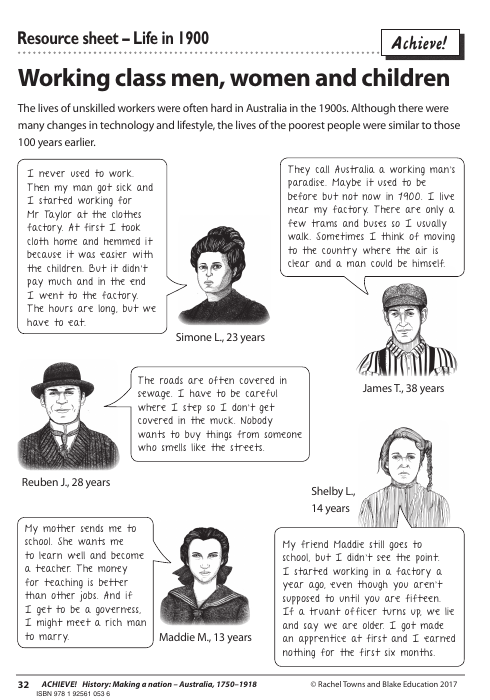 Resource sheet – Life in 1900
Achieve!
Working class men, women and children
The lives of unskilled workers were often hard in Australia in the 1900s. Although there were
many changes in technology and lifestyle, the lives of the poorest people were similar to those
100 years earlier.
I never used to work.
Then my man got sick and
I started working for
Mr Taylor at the clothes
factory. At first I took
cloth home and hemmed it
because it was easier with
the children. But it didn't
pay much and in the end
I went to the factory.
The hours are long, but we
have to eat.
Simone L., 23 years
They call Australia a working man's
paradise. Maybe it used to be
before but not now in 1900. I live
near my factory. There are only a
few trams and buses so I usually
walk. Sometimes I think of moving
to the country where the air is
clear and a man could be himself.
James T., 38 years
The roads are often covered in
sewage. I have to be careful
where I step so I don't get
covered in the muck. Nobody
wants to buy things from someone
who smells like the streets.
Reuben J., 28 years
Shelby L.,
14 years
My mother sends me to
school. She wants me
to learn well and become
a teacher. The money
for teaching is better
than other jobs. And if
I get to be a governess,
I might meet a rich man
to marry.
Maddie M., 13 years
My friend Maddie still goes to
school, but I didn't see the point.
I started working in a factory a
year ago, even though you aren't
supposed to until you are fifteen.
If a truant officer turns up, we lie
and say we are older. I got made
an apprentice at first and I earned
nothing for the first six months.
32 ACHIEVE! History: Making a nation – Australia, 1750–1918
© Rachel Towns and Blake Education 2017
ISBN 978 1 92561 053 6